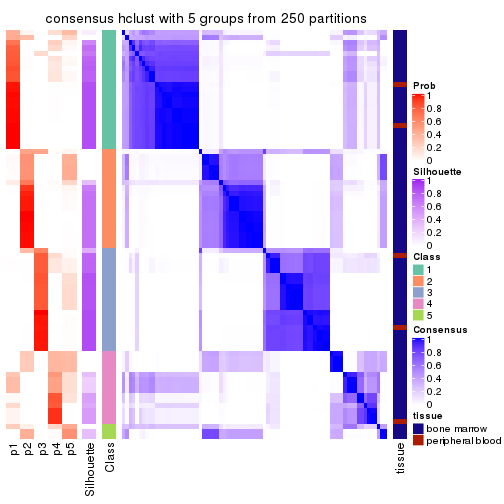 consensus hclust with 5 groups from 250 partitions
Prob
1
0.8
0.6
0.4
0.2
0
Silhouette
1
0.8
0.6
0.4
0.2
0
Class
1
2
3
4
5
Consensus
1
0.8
0.6
0.4
0.2
0
tissue
bone marrow
peripheral blood
p1
p2
p3
p4
p5
Silhouette
Class
tissue